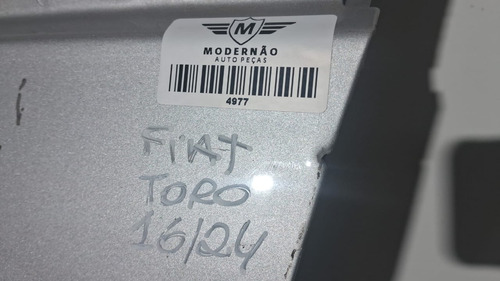 M
MODERNÃO
AUTO PEÇAS
4977
FIAT
TORO
16/24